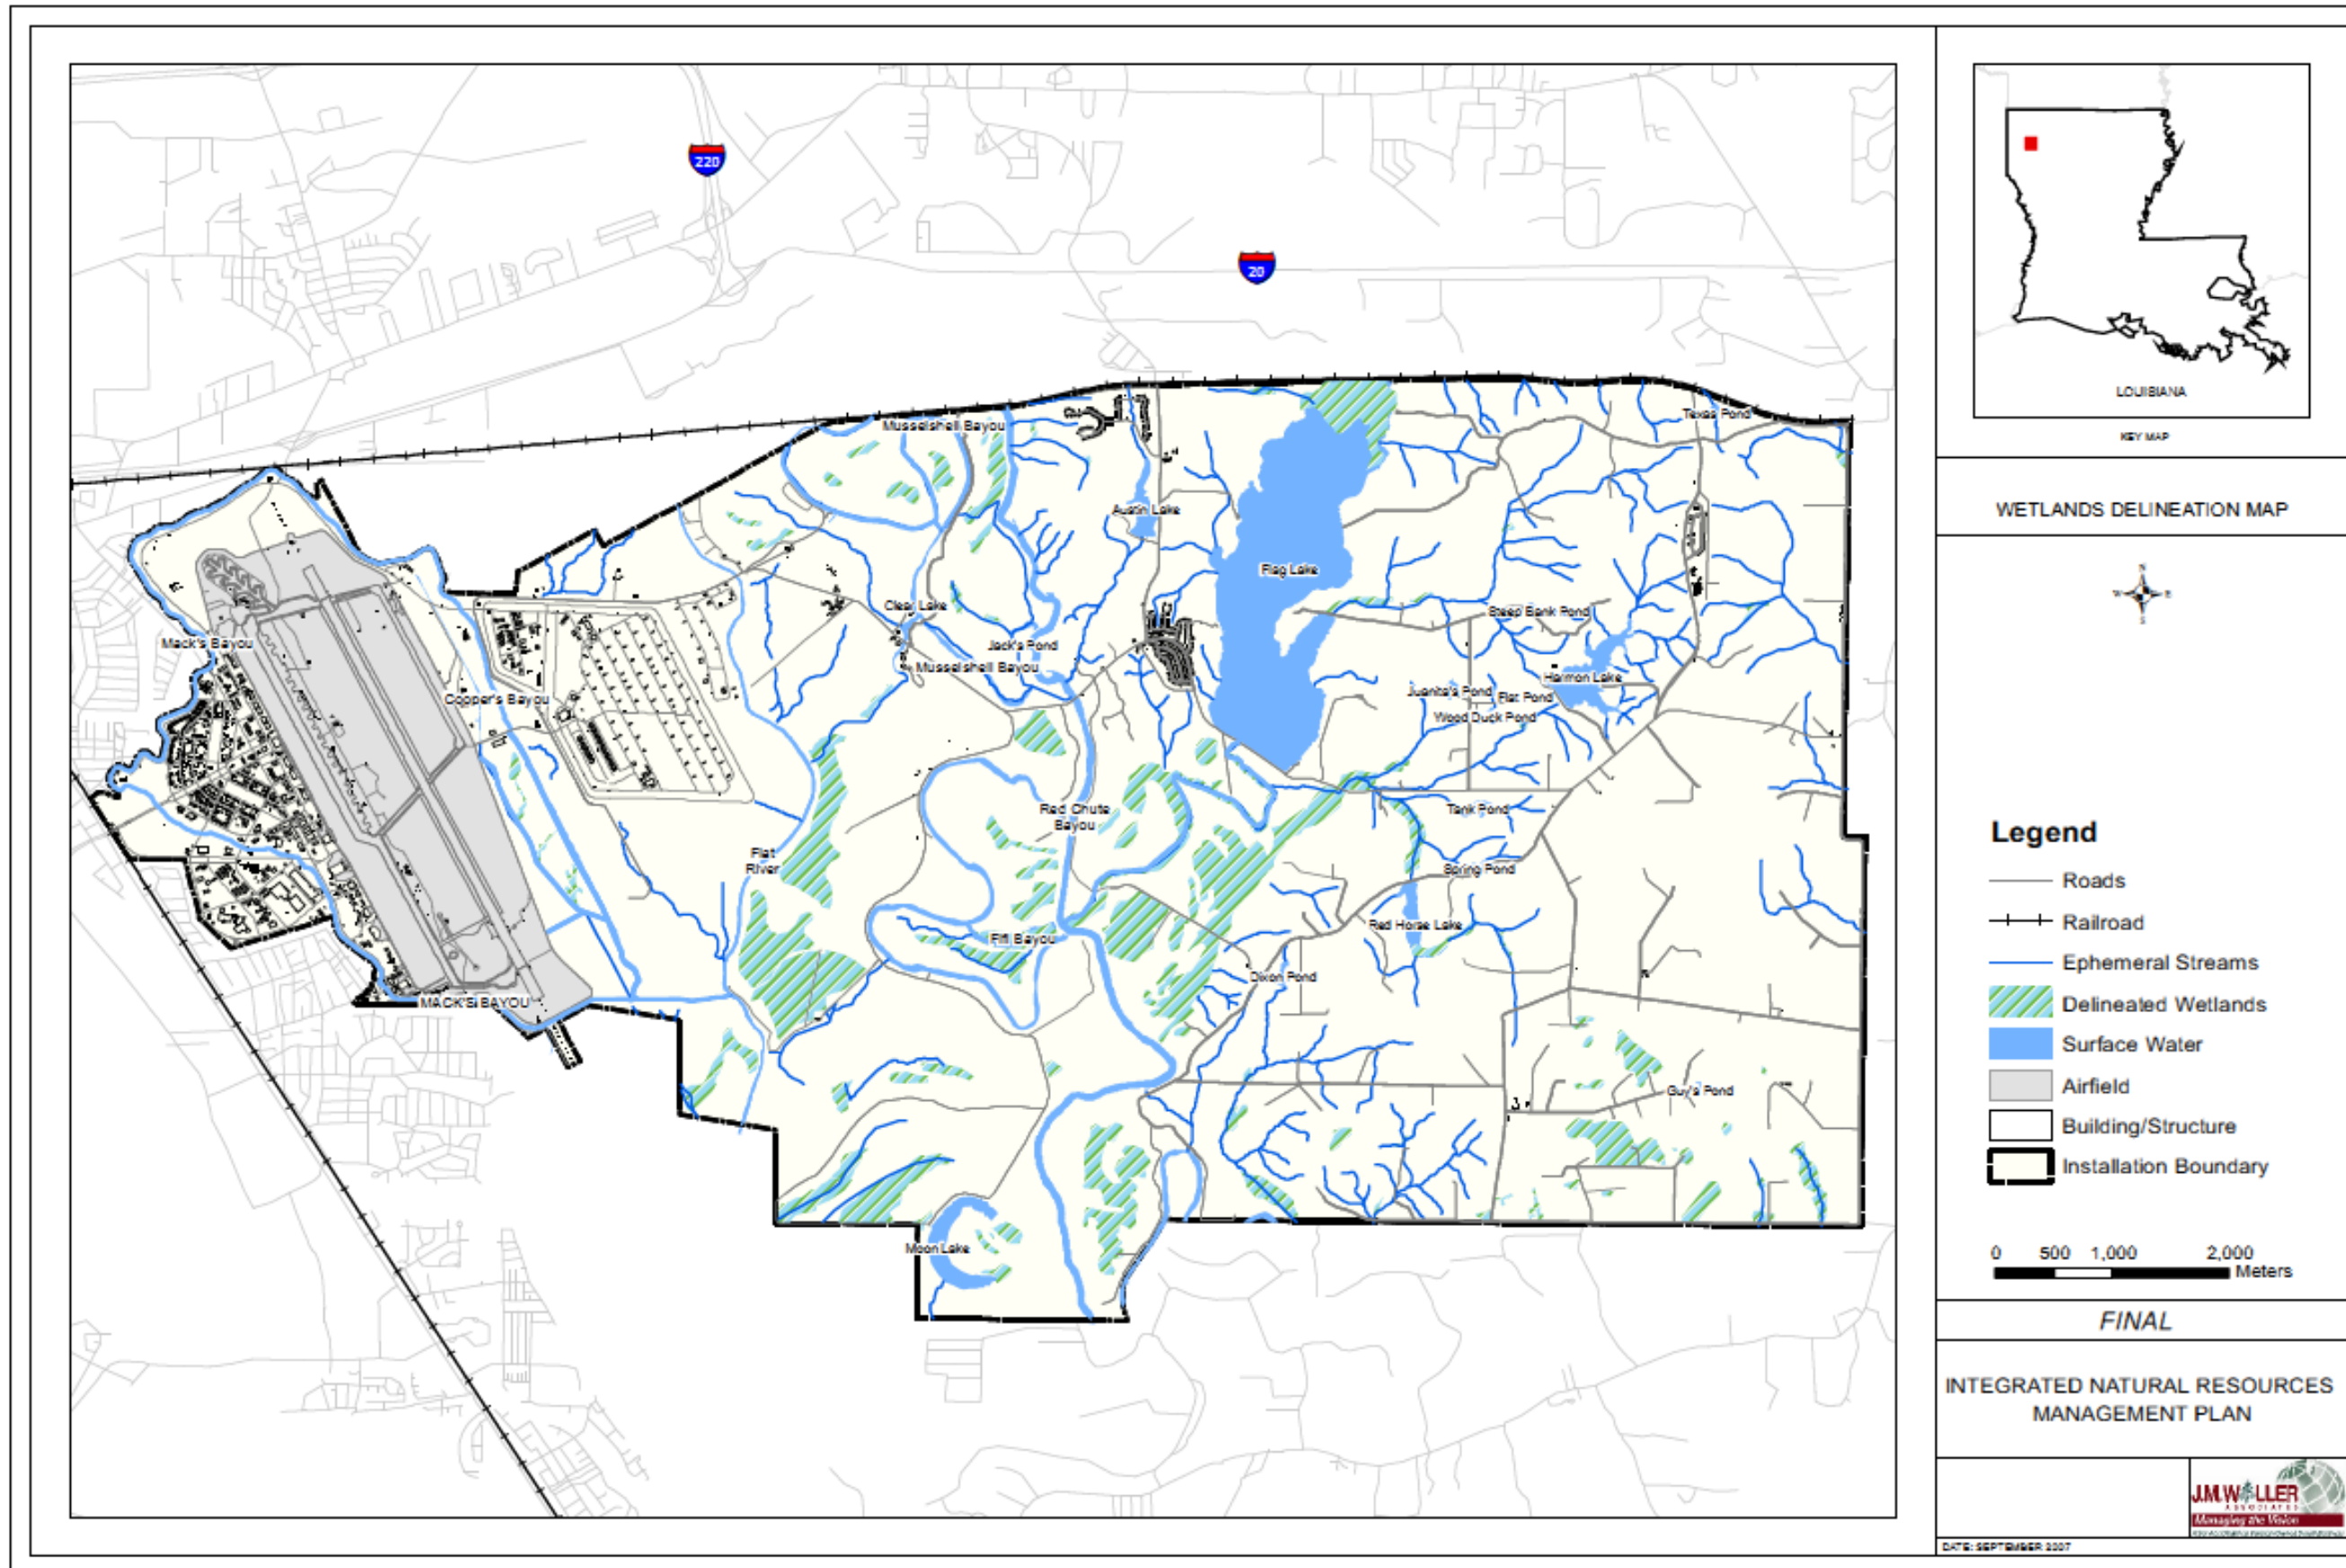 220
20
Musselshell Bayou
Texas Pond
Austin Lake
Flag Lake
Clear Lake
Steep Bank Pond
Mack's Bayou
Jack's Pond
Musselshell Bayou
Harmon Lake
Copper's Bayou
Juanita's Pond
Flat Pond
Wood Duck Pond
Red Chute
Bayou
Tank Pond
Flat
River
Spring Pond
Red Horse Lake
Fifi Bayou
Dixon Pond
MACK'S BAYOU
Guy's Pond
Moon Lake
LOUISIANA
KEY MAP
WETLANDS DELINEATION MAP
N
W
E
S
Legend
Roads
Railroad
Ephemeral Streams
Delineated Wetlands
Surface Water
Airfield
Building/Structure
Installation Boundary
0 500 1,000 2,000
Meters
FINAL
INTEGRATED NATURAL RESOURCES
MANAGEMENT PLAN
J.M.WALLER
ASSOCIATES
Managing the Vision
DATE: SEPTEMBER 2007